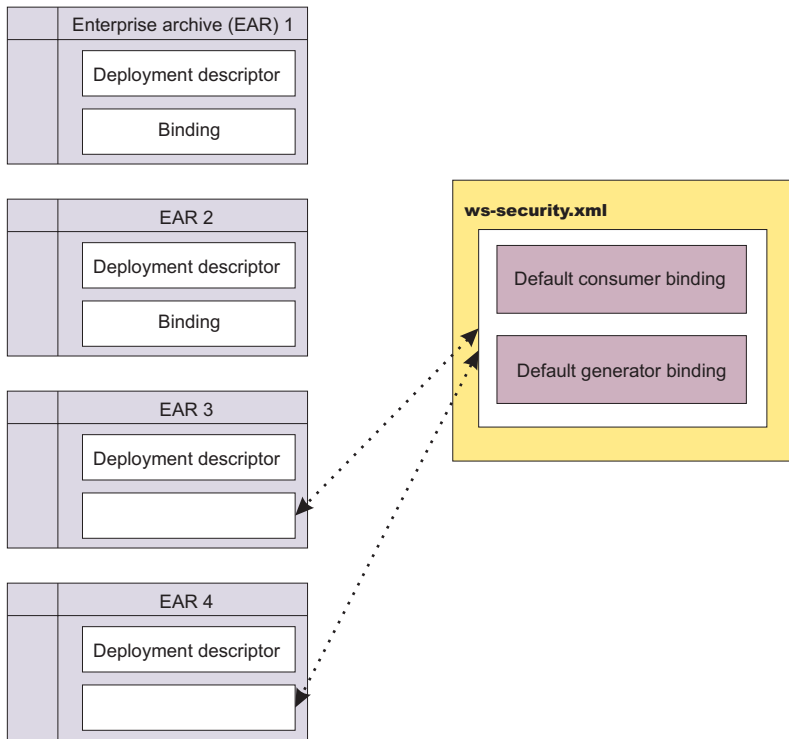 Enterprise archive (EAR) 1
Deployment descriptor
Binding
EAR 2
Deployment descriptor
Binding
EAR 3
Deployment descriptor
EAR 4
Deployment descriptor
ws-security.xml
Default consumer binding
Default generator binding